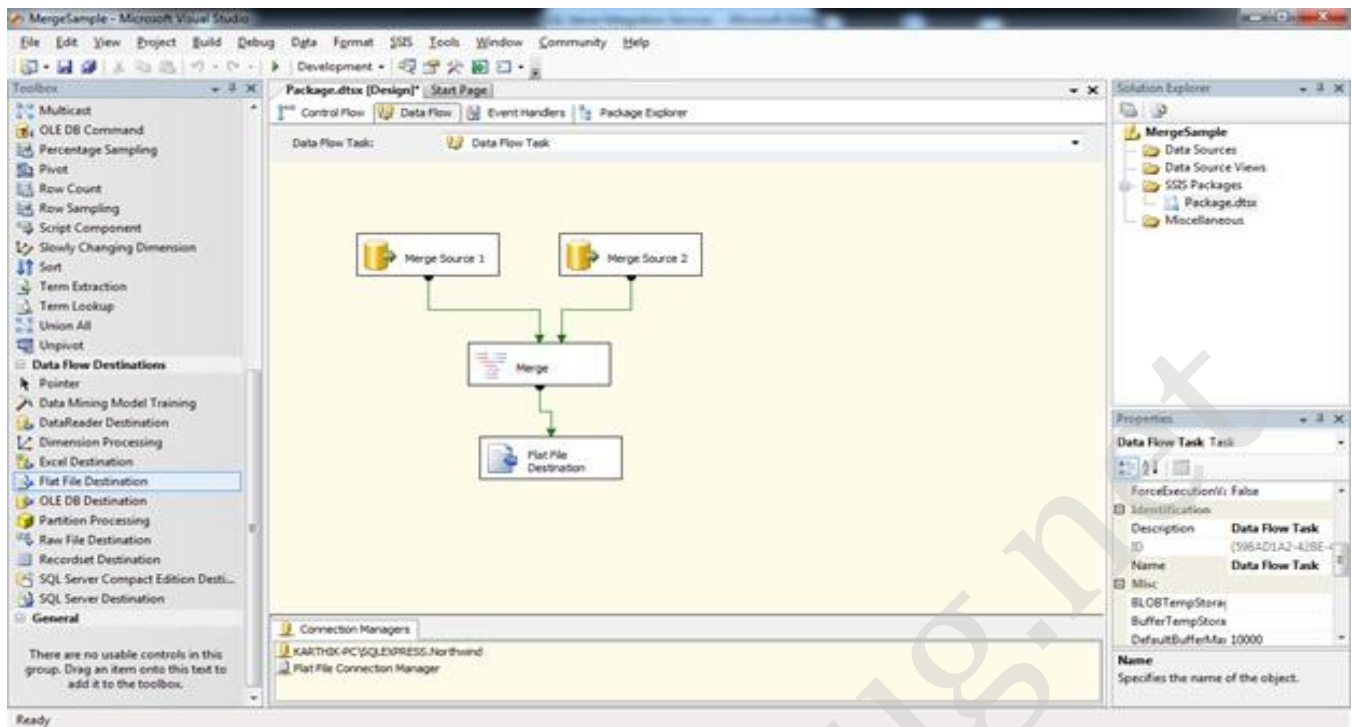 MergeSample - Microsoft Visual Studio
File Edit View Project Build Debug Data Format SSIS Tools Window Community Help
Development
Toolbox
Multicast
OLE DB Command
Percentage Sampling
Pivot
Row Count
Row Sampling
Script Component
Slowly Changing Dimension
Sort
Term Extraction
Term Lookup
Union All
Unpivot
Data Flow Destinations
Pointer
Data Mining Model Training
DataReader Destination
Dimension Processing
Excel Destination
Flat File Destination
OLE DB Destination
Partition Processing
Raw File Destination
Recordset Destination
SQL Server Compact Edition Desti...
SQL Server Destination
General
There are no usable controls in this
group. Drag an item onto this text to
add it to the toolbox.
Package.dtsx [Design]* Start Page
Control Flow Data Flow Event Handlers Package Explorer
Data Flow Task: Data Flow Task
Merge Source 1 Merge Source 2
Merge
Flat File
Destination
Connection Managers
KARTHIK-PC\SQLEXPRESS.Northwind
Flat File Connection Manager
Solution Explorer
MergeSample
Data Sources
Data Source Views
SSIS Packages
Package.dtsx
Miscellaneous
Properties
Data Flow Task Task
ForceExecutionV False
Identification
Description Data Flow Task
ID
Name Data Flow Task
Misc
BLOBTempStorag
BufferTempStora
DefaultBufferMax 10000
Name
Specifies the name of the object.
Ready